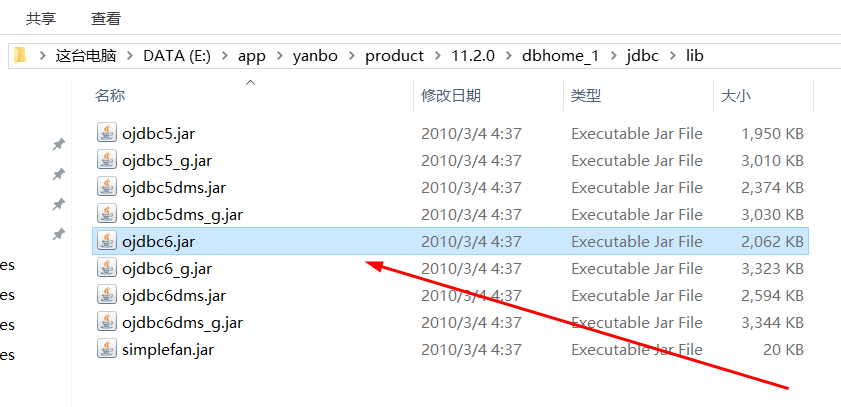 共享 查看
这台电脑 DATA (E:) app yanbo product 11.2.0 dbhome_1 jdbc lib
名称 修改日期 类型 大小
ojdbc5.jar 2010/3/4 4:37 Executable Jar File 1,950 KB
ojdbc5_g.jar 2010/3/4 4:37 Executable Jar File 3,010 KB
ojdbc5dms.jar 2010/3/4 4:37 Executable Jar File 2,374 KB
ojdbc5dms_g.jar 2010/3/4 4:37 Executable Jar File 3,030 KB
ojdbc6.jar 2010/3/4 4:37 Executable Jar File 2,062 KB
es ojdbc6_g.jar 2010/3/4 4:37 Executable Jar File 3,323 KB
es ojdbc6dms.jar 2010/3/4 4:37 Executable Jar File 2,594 KB
es ojdbc6dms_g.jar 2010/3/4 4:37 Executable Jar File 3,344 KB
es simplefan.jar 2010/3/4 4:37 Executable Jar File 20 KB